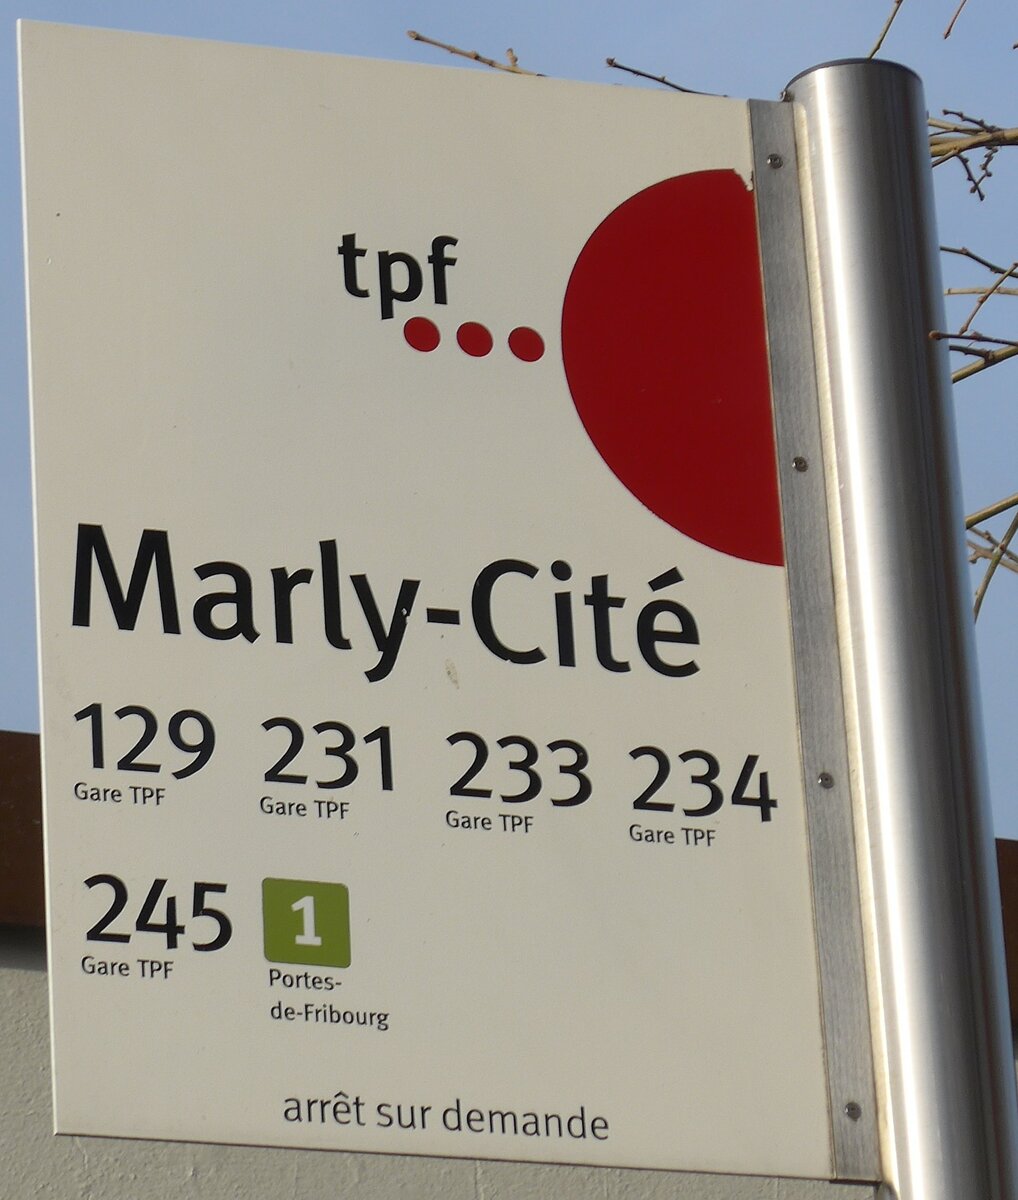 tpf
Marly-Cité
129 231 233 234
Gare TPF Gare TPF Gare TPF Gare TPF
245 1
Gare TPF Portes-
de-Fribourg
arrêt sur demande